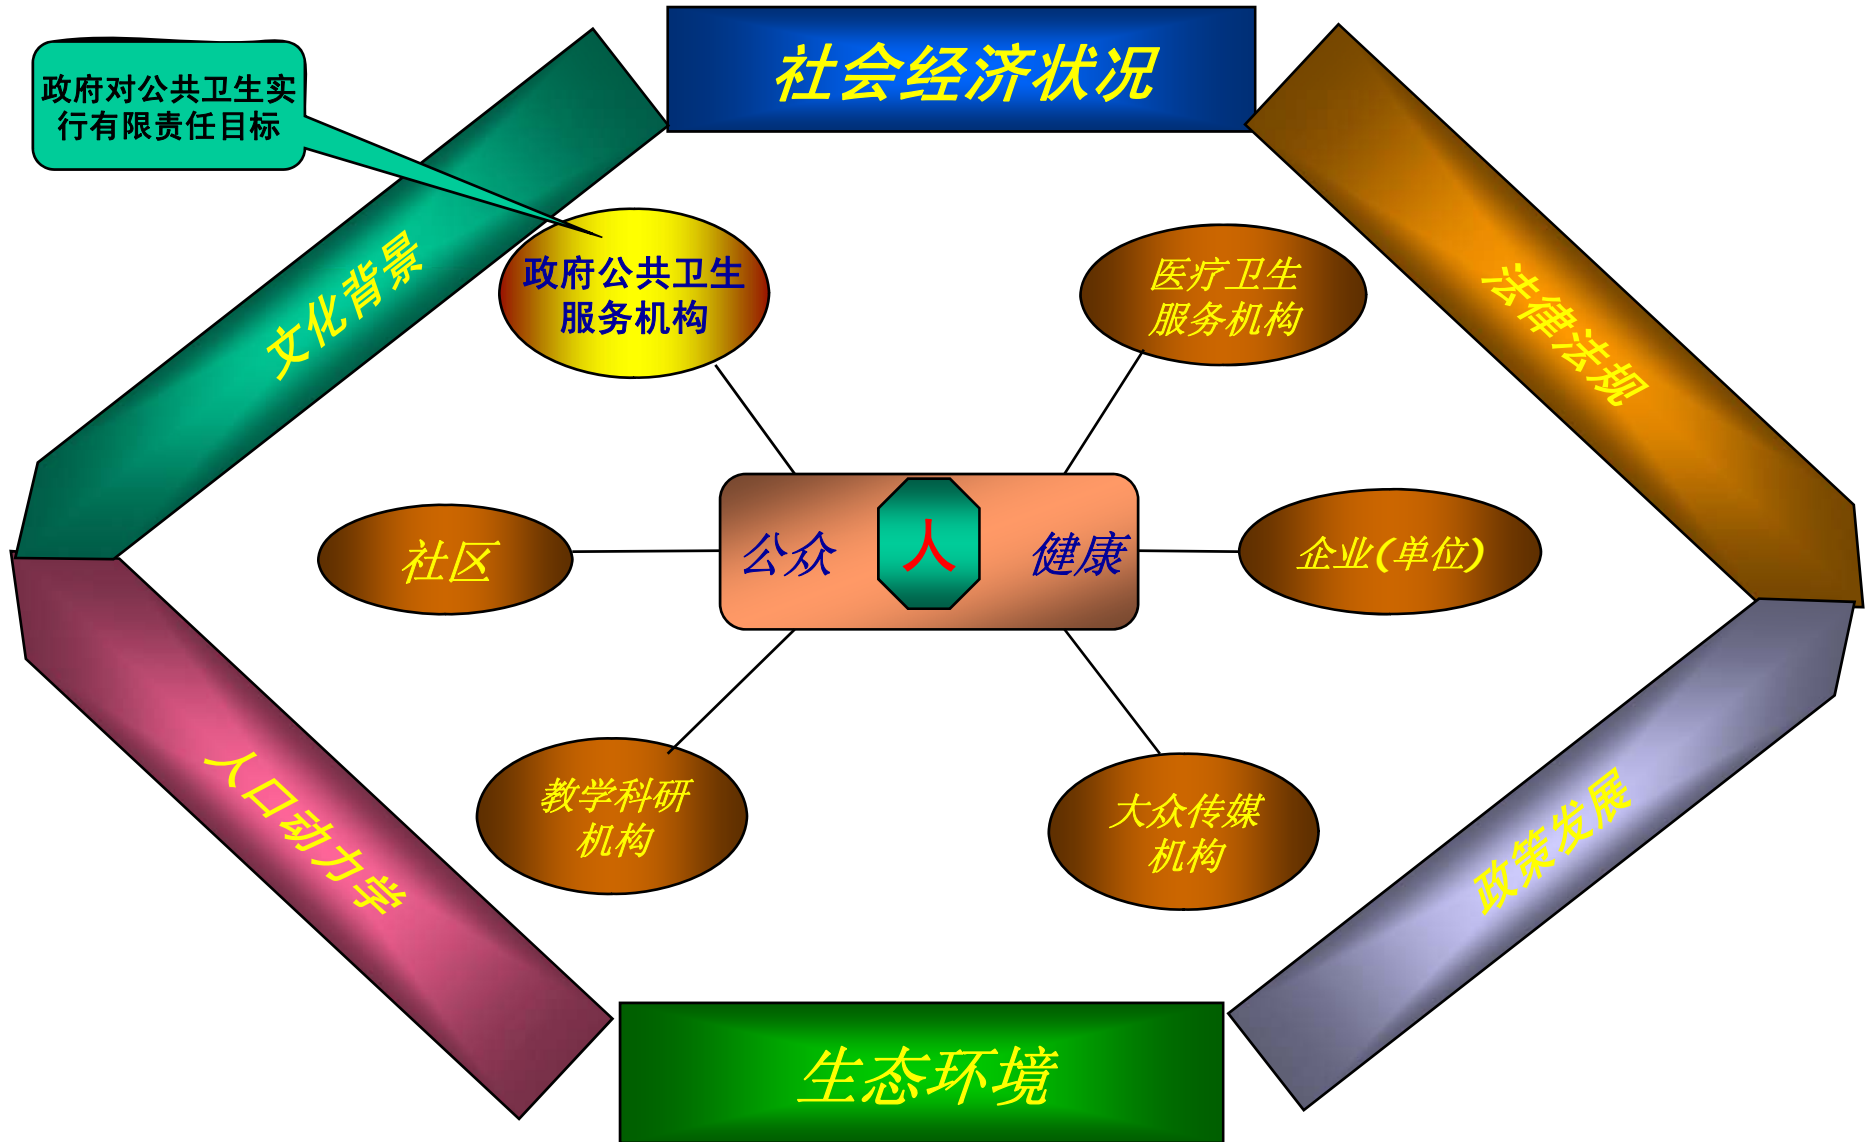 社会经济状况
政府对公共卫生实
行有限责任目标
文化背景
政府公共卫生
服务机构
医疗卫生
服务机构
法律法规
社区
公众
人
健康
企业(单位)
人口动力学
教学科研
机构
大众传媒
机构
政策发展
生态环境